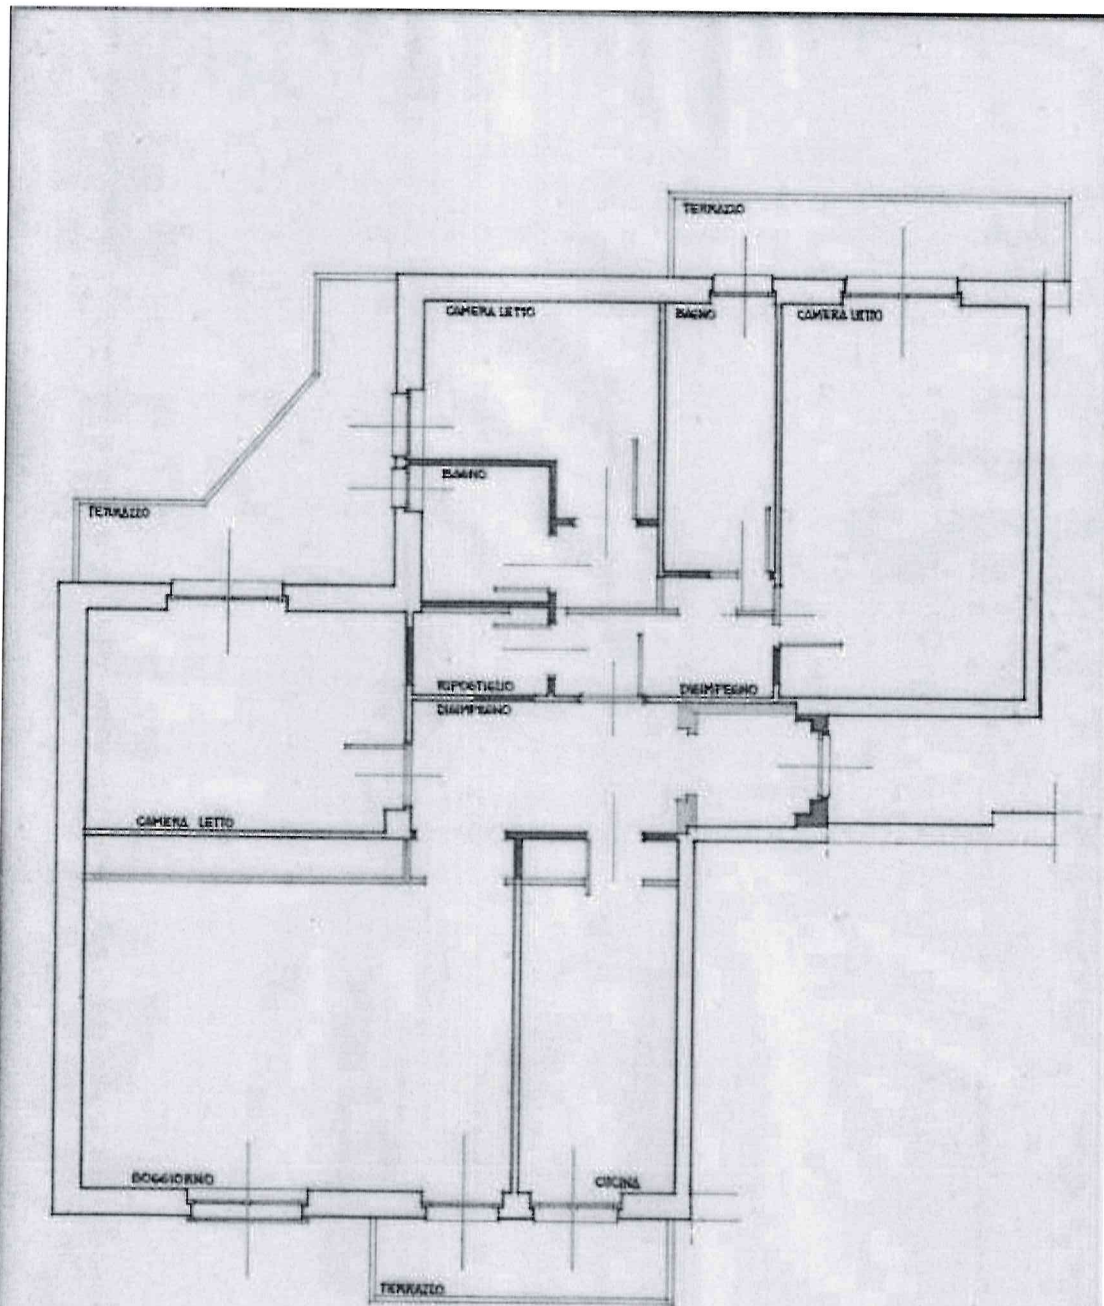 TERRAZZO
CAMERA LETTO
BAGNO
CAMERA LETTO
BAGNO
TERRAZZO
RIPOSTIGLIO
DISIMPEGNO
DISIMPEGNO
CAMERA LETTO
SOGGIORNO
CUCINA
TERRAZZO